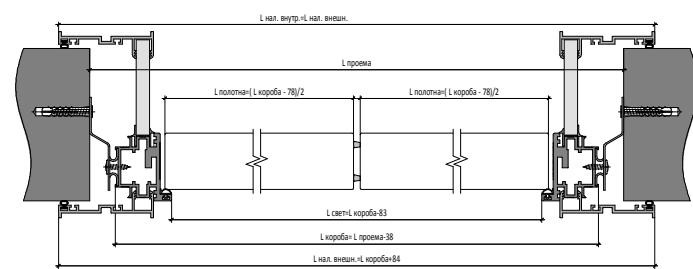 L нал. внутр.=L нал. внешн.
L проема
L полотна=( L короба - 78)/2
L полотна=( L короба - 78)/2
L свет=L короба-83
L короба= L проема-38
L нал. внешн.=L короба+84